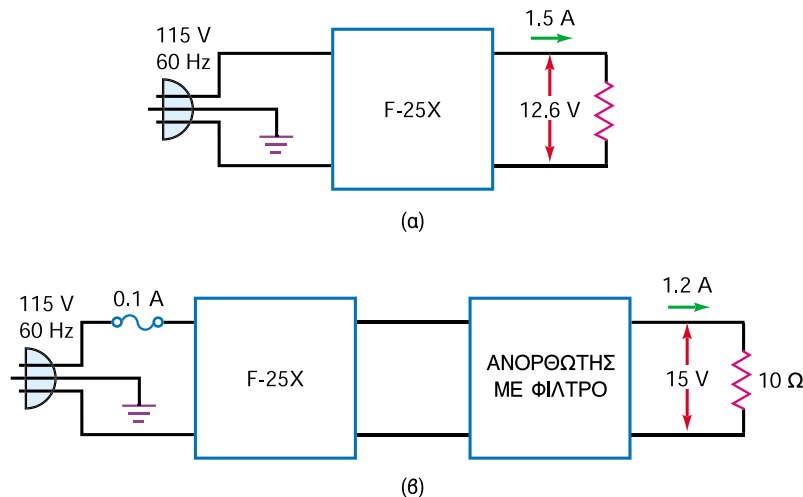 115 V
60 Hz
F-25X
1.5 A
12.6 V
(α)
115 V
60 Hz
0.1 A
F-25X
ΑΝΟΡΘΩΤΗΣ
ΜΕ ΦΙΛΤΡΟ
1.2 A
15 V
10 Ω
(β)